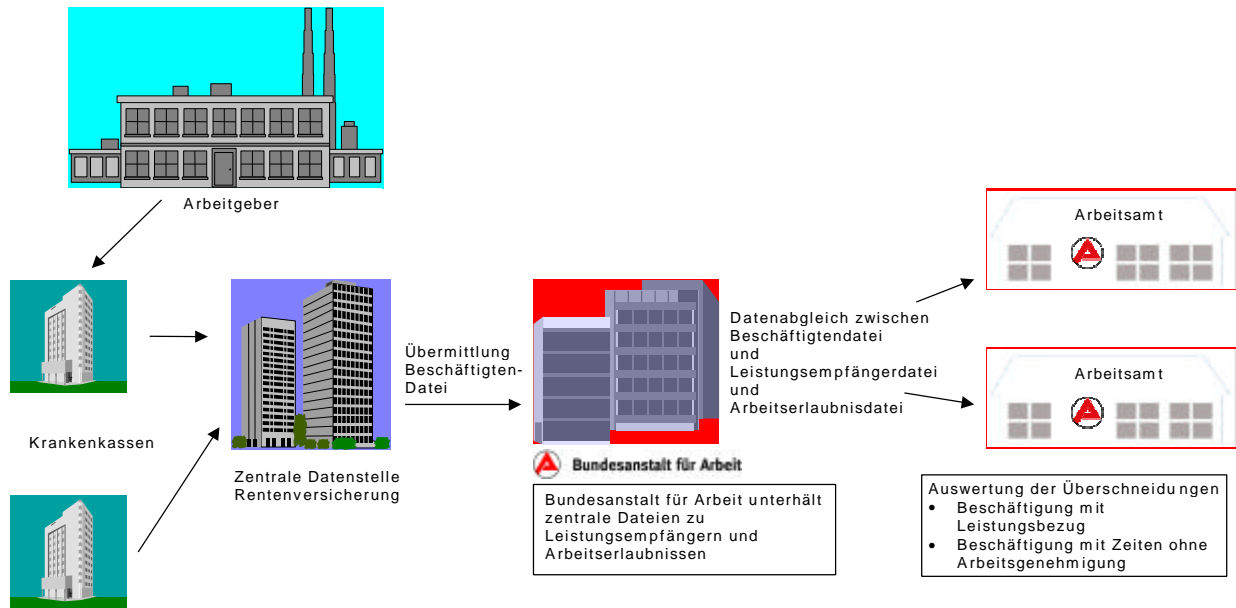 Arbeitgeber
Krankenkassen
Zentrale Datenstelle
Rentenversicherung
Übermittlung
Beschäftigten-
Datei
Bundesanstalt für Arbeit
Bundesanstalt für Arbeit unterhält
zentrale Dateien zu
Leistungsempfängern und
Arbeitserlaubnissen
Datenabgleich zwischen
Beschäftigtendatei
und
Leistungsempfängerdatei
und
Arbeitserlaubnisdatei
Arbeitsamt
Arbeitsamt
Auswertung der Überschneidungen
• Beschäftigung mit
Leistungsbezug
• Beschäftigung mit Zeiten ohne
Arbeitsgenehmigung